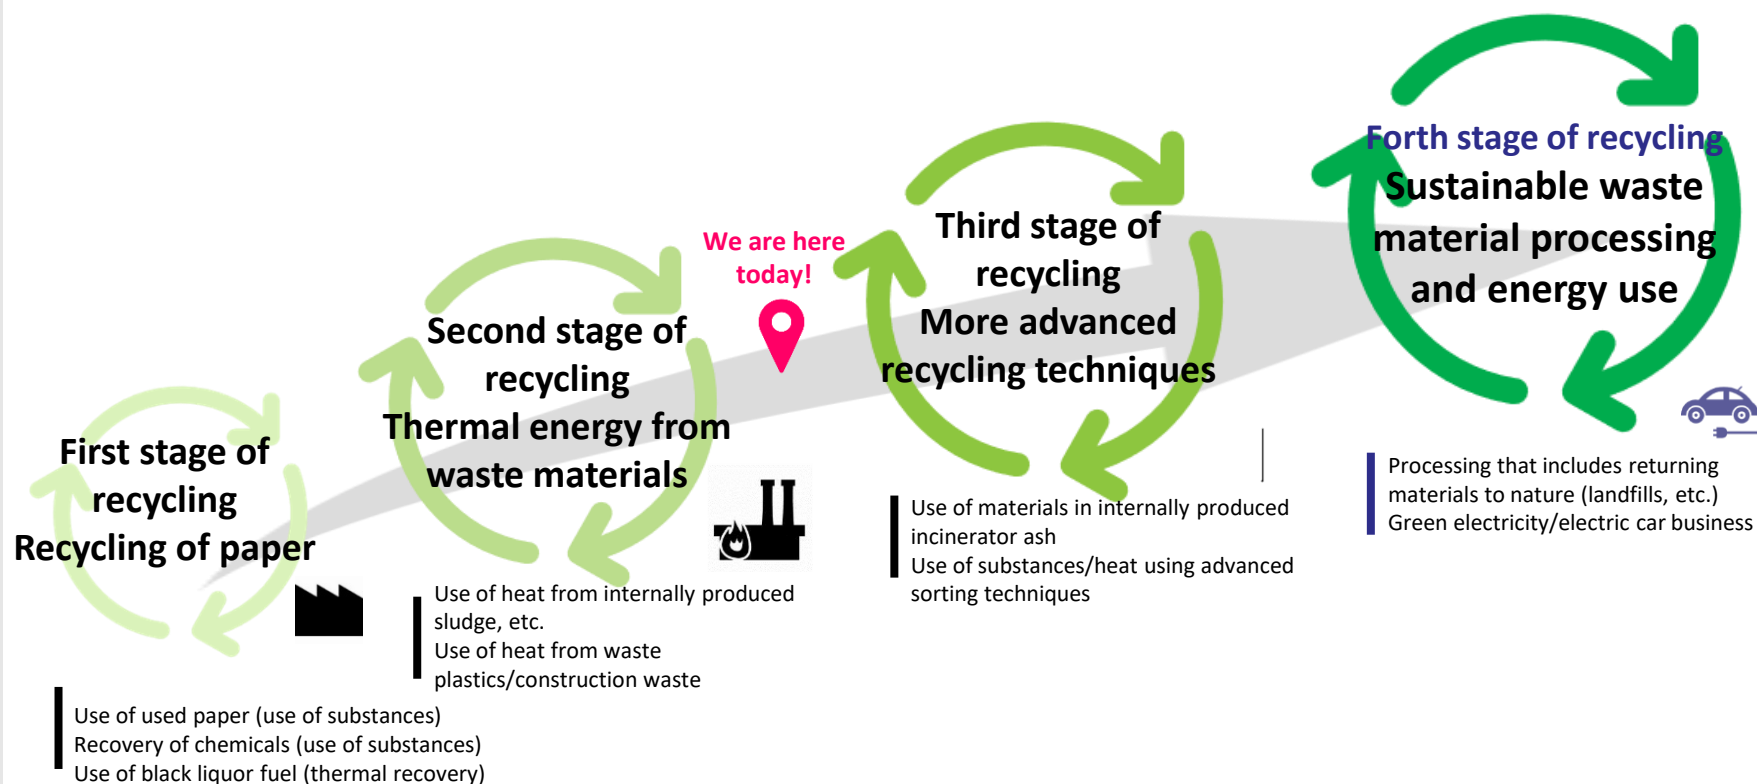 First stage of
recycling
Recycling of paper
Use of used paper (use of substances)
Recovery of chemicals (use of substances)
Use of black liquor fuel (thermal recovery)
Second stage of
recycling
Thermal energy from
waste materials
Use of heat from internally produced
sludge, etc.
Use of heat from waste
plastics/construction waste
We are here
today!
Third stage of
recycling
More advanced
recycling techniques
Use of materials in internally produced
incinerator ash
Use of substances/heat using advanced
sorting techniques
Forth stage of recycling
Sustainable waste
material processing
and energy use
Processing that includes returning
materials to nature (landfills, etc.)
Green electricity/electric car business